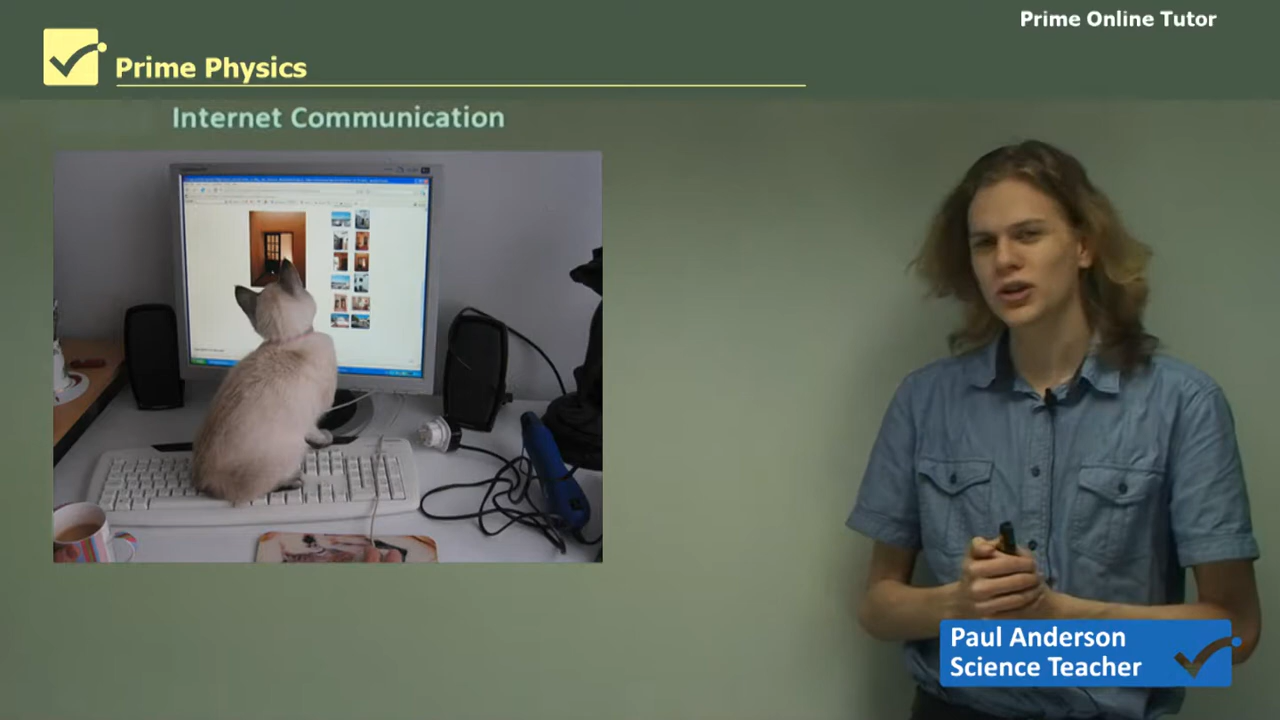 Prime Online Tutor
Prime Physics
Internet Communication
Paul Anderson
Science Teacher